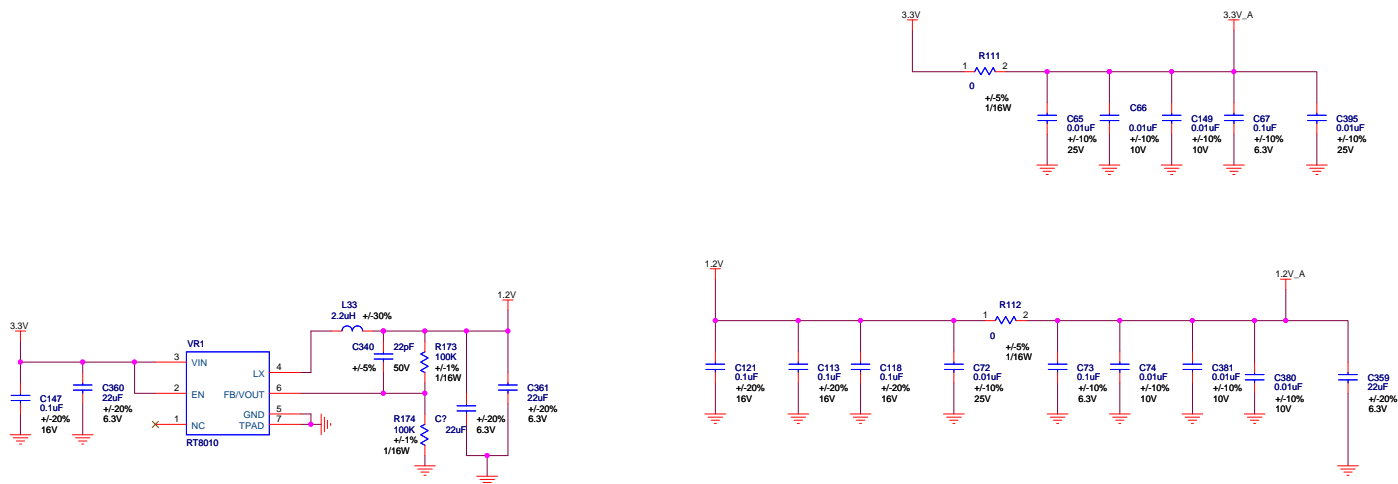 3.3V
3.3V_A
R111
1
2
0
+/-5%
1/16W
C65
0.01uF
+/-10%
25V
C66
0.01uF
+/-10%
10V
C149
0.01uF
+/-10%
10V
C67
0.1uF
+/-10%
6.3V
C395
0.01uF
+/-10%
25V
3.3V
C147
0.1uF
+/-20%
16V
C360
22uF
+/-20%
6.3V
VR1
3
VIN
2
EN
1
NC
LX
4
FB/VOUT
6
GND
5
TPAD
7
RT8010
L33
2.2uH +/-30%
C340
22pF
+/-5%
50V
R173
100K
+/-1%
1/16W
R174
100K
+/-1%
1/16W
C?
22uF
+/-20%
6.3V
1.2V
C361
22uF
+/-20%
6.3V
1.2V
C121
0.1uF
+/-20%
16V
C113
0.1uF
+/-20%
16V
C118
0.1uF
+/-20%
16V
C72
0.01uF
+/-10%
25V
R112
1
2
0
+/-5%
1/16W
C73
0.1uF
+/-10%
6.3V
C74
0.01uF
+/-10%
10V
C381
0.01uF
+/-10%
10V
C380
0.01uF
+/-10%
10V
1.2V_A
C359
22uF
+/-20%
6.3V